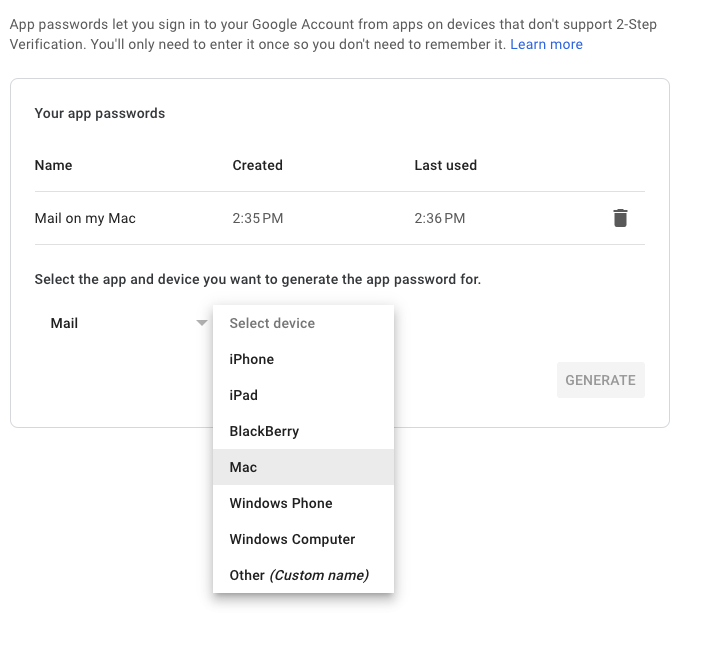 App passwords let you sign in to your Google Account from apps on devices that don't support 2-Step
Verification. You'll only need to enter it once so you don't need to remember it. Learn more
Your app passwords
Name Created Last used
Mail on my Mac 2:35 PM 2:36 PM
Select the app and device you want to generate the app password for.
Mail Select device
iPhone
GENERATE
iPad
BlackBerry
Mac
Windows Phone
Windows Computer
Other (Custom name)